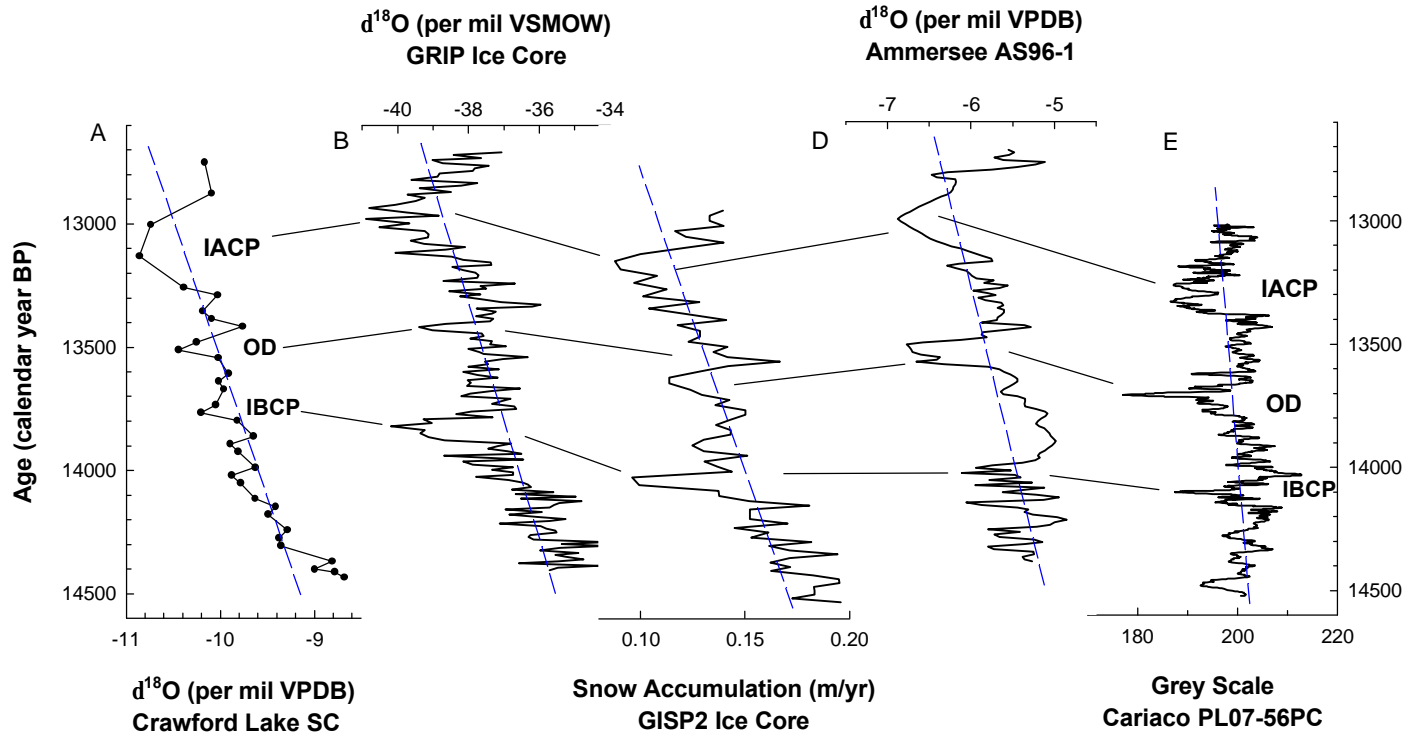 d¹⁸O (per mil VSMOW)
GRIP Ice Core
d¹⁸O (per mil VPDB)
Ammersee AS96-1
-40 -38 -36 -34
-7 -6 -5
A
B
D
E
Age (calendar year BP)
13000
13500
14000
14500
IACP
OD
IBCP
IACP
OD
IBCP
13000
13500
14000
14500
-11 -10 -9
0.10 0.15 0.20
180 200 220
d¹⁸O (per mil VPDB)
Crawford Lake SC
Snow Accumulation (m/yr)
GISP2 Ice Core
Grey Scale
Cariaco PL07-56PC